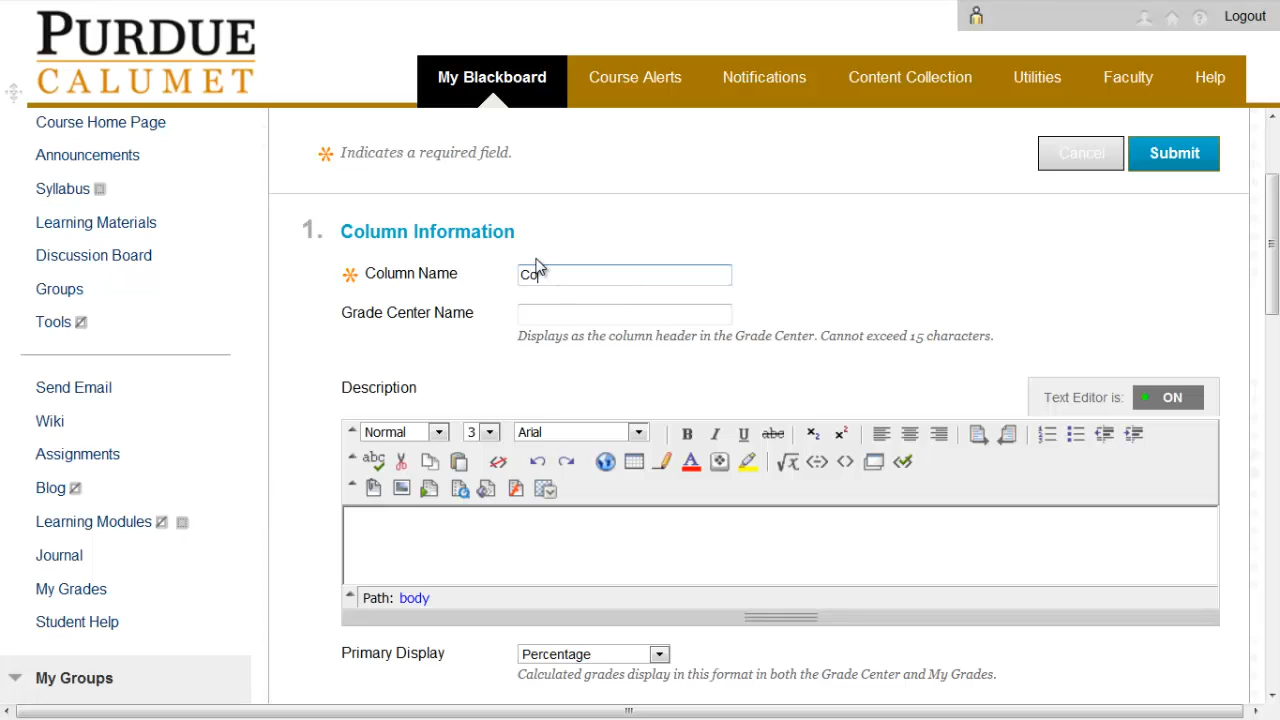 PURDUE
CALUMET
Logout
My Blackboard
Course Alerts
Notifications
Content Collection
Utilities
Faculty
Help
Course Home Page
Announcements
Syllabus
Learning Materials
Discussion Board
Groups
Tools
Send Email
Wiki
Assignments
Blog
Learning Modules
Journal
My Grades
Student Help
My Groups
Indicates a required field.
Cancel
Submit
1. Column Information
Column Name
Co
Grade Center Name
Displays as the column header in the Grade Center. Cannot exceed 15 characters.
Description
Text Editor is: ON
Normal 3 Arial
Path: body
Primary Display
Percentage
Calculated grades display in this format in both the Grade Center and My Grades.